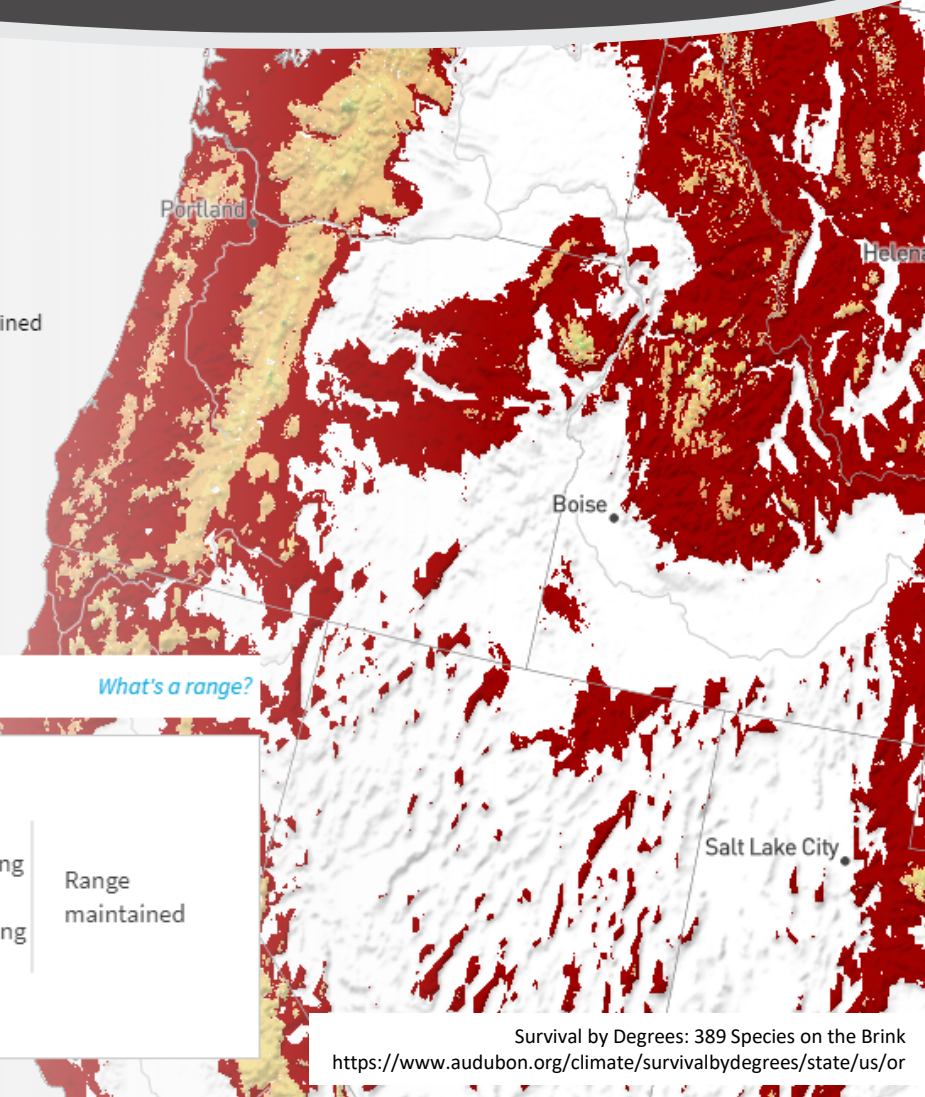 Portland
Helena
ined
Boise
What's a range?
Salt Lake City
ng
Range
maintained
ng
Survival by Degrees: 389 Species on the Brink
https://www.audubon.org/climate/survivalbydegrees/state/us/or